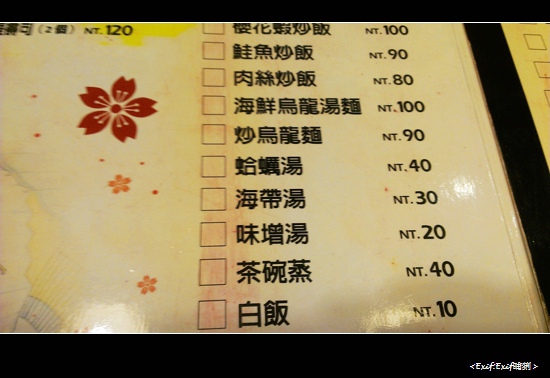 壽司(2個) NT.120
櫻花蝦炒飯 NT.100
鮭魚炒飯 NT.90
肉絲炒飯 NT.80
海鮮烏龍湯麵 NT.100
炒烏龍麵 NT.90
蛤蠣湯 NT.40
海帶湯 NT.30
味增湯 NT.20
茶碗蒸 NT.40
白飯 NT.10
<Exif:Exif